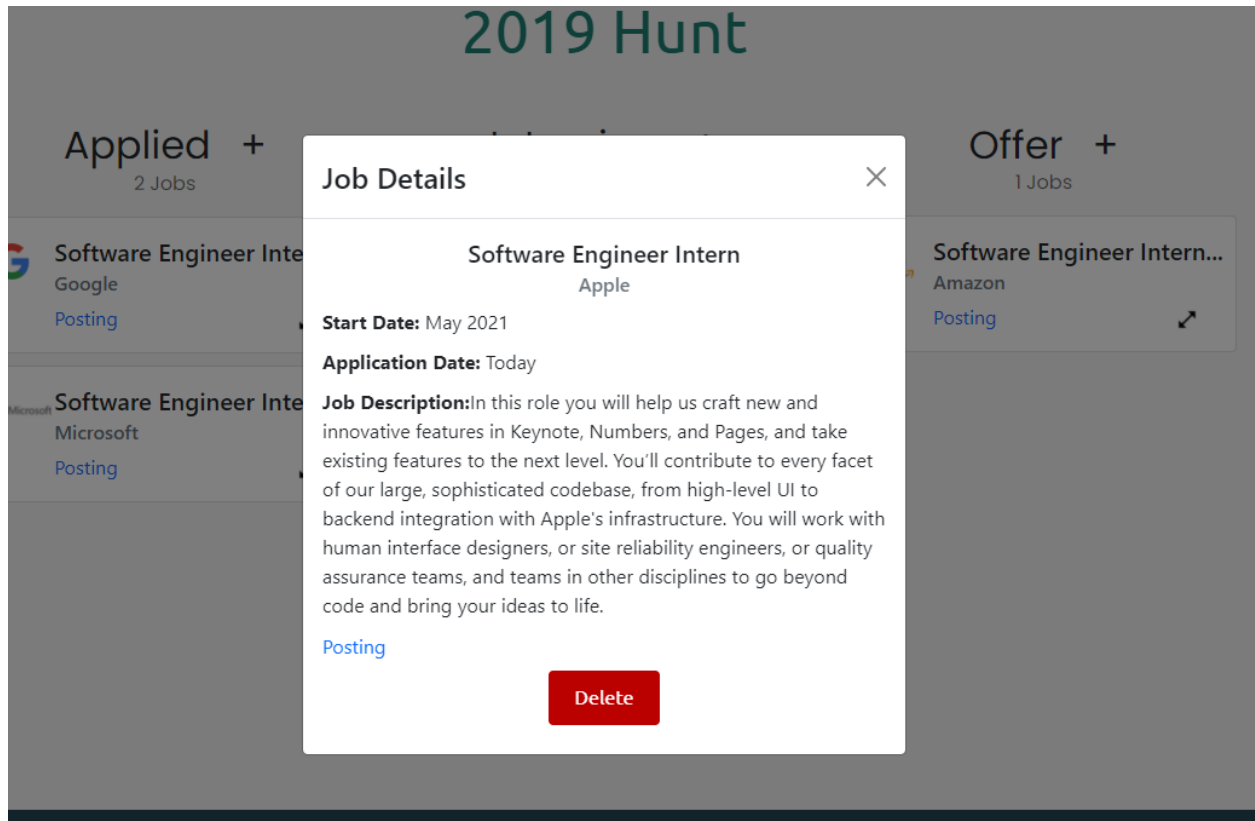 2019 Hunt
Applied +
2 Jobs
Offer +
1 Jobs
Software Engineer Inte
Google
Posting
Microsoft
Software Engineer Inte
Microsoft
Posting
Job Details
Software Engineer Intern
Apple
Start Date: May 2021
Application Date: Today
Job Description:In this role you will help us craft new and
innovative features in Keynote, Numbers, and Pages, and take
existing features to the next level. You’ll contribute to every facet
of our large, sophisticated codebase, from high-level UI to
backend integration with Apple's infrastructure. You will work with
human interface designers, or site reliability engineers, or quality
assurance teams, and teams in other disciplines to go beyond
code and bring your ideas to life.
Posting
Delete
Software Engineer Intern...
Amazon
Posting